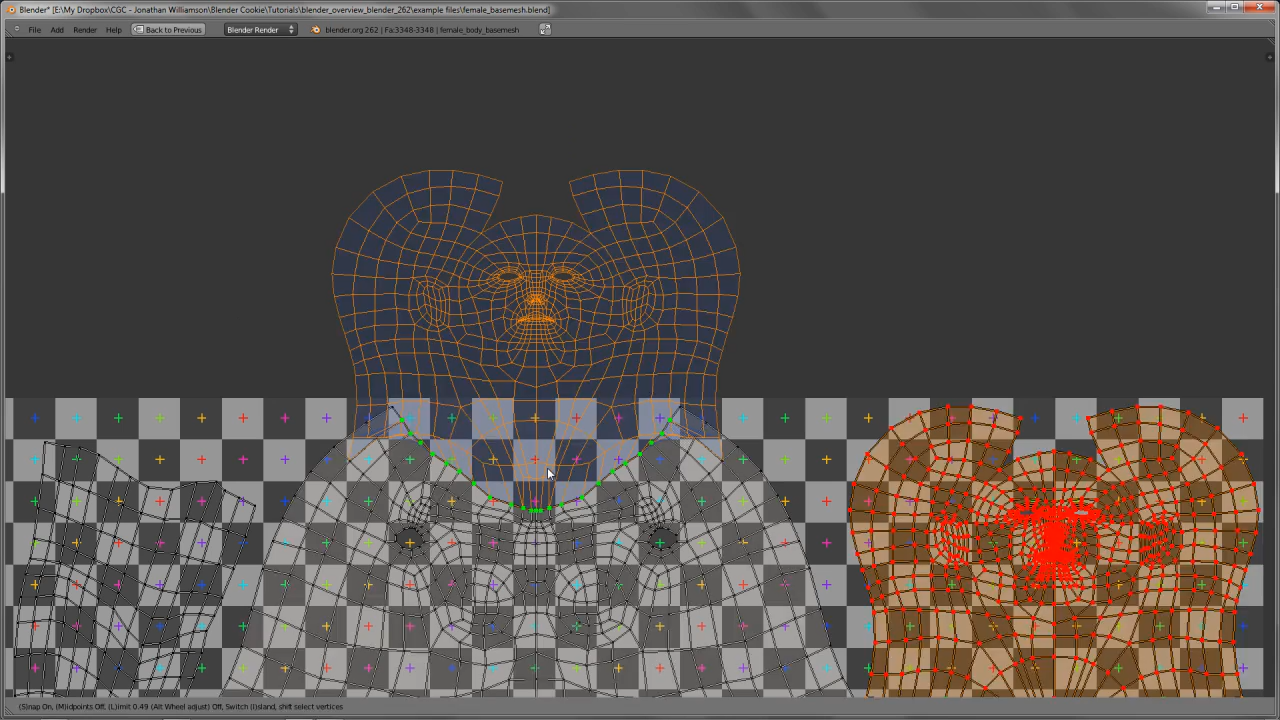 Blender* [E:\My Dropbox\CGC - Jonathan Williamson\Blender Cookie\Tutorials\blender_overview_blender_262\example files\female_basemesh.blend]
File Add Render Help Back to Previous Blender Render blender.org 262 | Fa:3348-3348 | female_body_basemesh
(S)nap On, (M)idpoints Off, (L)imit 0.49 (Alt Wheel adjust) Off, Switch (I)sland, shift select vertices